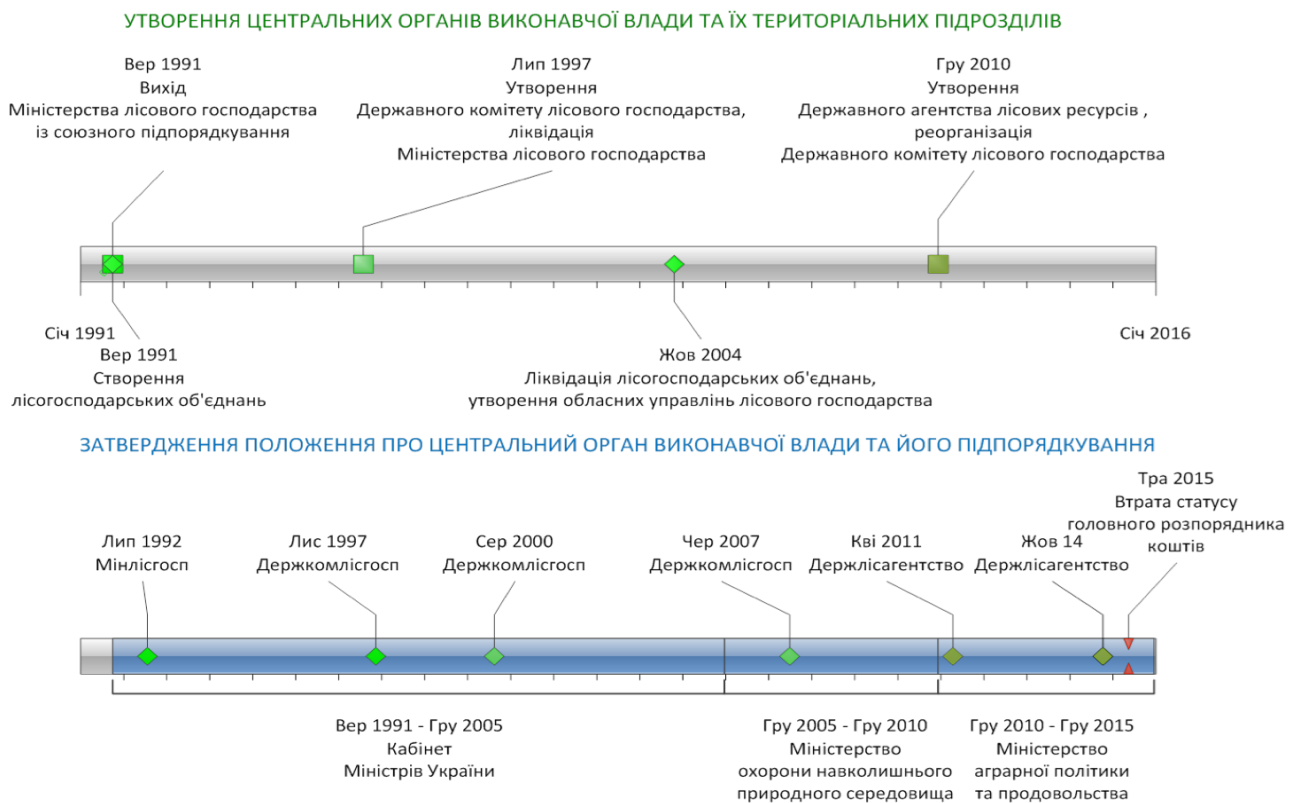 УТВОРЕННЯ ЦЕНТРАЛЬНИХ ОРГАНІВ ВИКОНАВЧОЇ ВЛАДИ ТА ЇХ ТЕРИТОРІАЛЬНИХ ПІДРОЗДІЛІВ
Вер 1991
Вихід
Міністерства лісового господарства
із союзного підпорядкування
Лип 1997
Утворення
Державного комітету лісового господарства,
ліквідація
Міністерства лісового господарства
Гру 2010
Утворення
Державного агентства лісових ресурсів ,
реорганізація
Державного комітету лісового господарства
Січ 1991
Січ 2016
Вер 1991
Створення
лісогосподарських об'єднань
Жов 2004
Ліквідація лісогосподарських об'єднань,
утворення обласних управлінь лісового господарства
ЗАТВЕРДЖЕННЯ ПОЛОЖЕННЯ ПРО ЦЕНТРАЛЬНИЙ ОРГАН ВИКОНАВЧОЇ ВЛАДИ ТА ЙОГО ПІДПОРЯДКУВАННЯ
Лип 1992
Мінлісгосп
Лис 1997
Держкомлісгосп
Сер 2000
Держкомлісгосп
Чер 2007
Держкомлісгосп
Кві 2011
Держлісагентство
Жов 14
Держлісагентство
Тра 2015
Втрата статусу
головного розпорядника
коштів
Вер 1991 - Гру 2005
Кабінет
Міністрів України
Гру 2005 - Гру 2010
Міністерство
охорони навколишнього
природного середовища
Гру 2010 - Гру 2015
Міністерство
аграрної політики
та продовольства